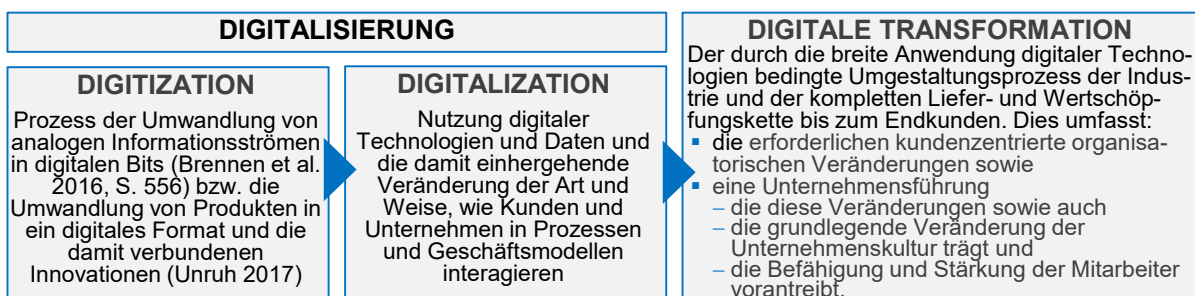 DIGITALISIERUNG
DIGITIZATION
Prozess der Umwandlung von
analogen Informationsströmen
in digitalen Bits (Brennen et al.
2016, S. 556) bzw. die
Umwandlung von Produkten in
ein digitales Format und die
damit verbundenen
Innovationen (Unruh 2017)
DIGITALIZATION
Nutzung digitaler
Technologien und Daten und
die damit einhergehende
Veränderung der Art und
Weise, wie Kunden und
Unternehmen in Prozessen
und Geschäftsmodellen
interagieren
DIGITALE TRANSFORMATION
Der durch die breite Anwendung digitaler Techno-
logien bedingte Umgestaltungsprozess der Indus-
trie und der kompletten Liefer- und Wertschöp-
fungskette bis zum Endkunden. Dies umfasst:
▪ die erforderlichen kundenzentrierte organisa-
torischen Veränderungen sowie
▪ eine Unternehmensführung
– die diese Veränderungen sowie auch
– die grundlegende Veränderung der
Unternehmenskultur trägt und
– die Befähigung und Stärkung der Mitarbeiter
vorantreibt.